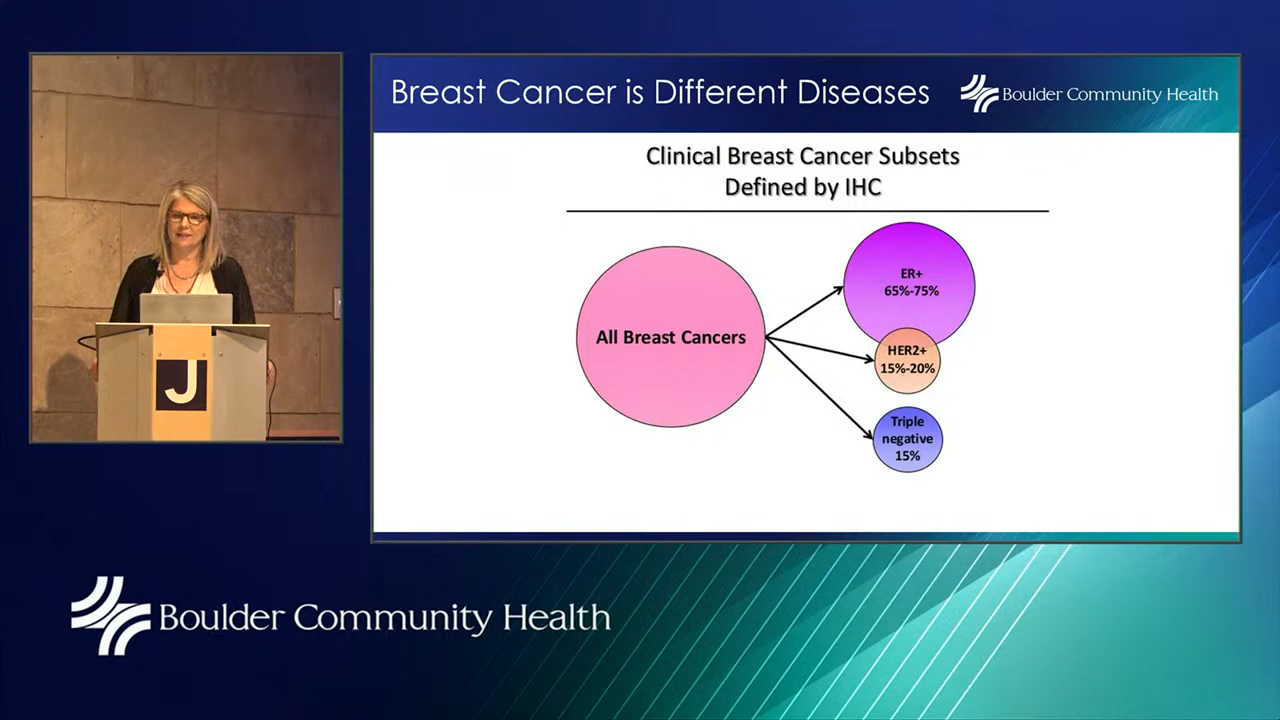 Breast Cancer is Different Diseases
Boulder Community Health
Clinical Breast Cancer Subsets
Defined by IHC
All Breast Cancers
ER+
65%-75%
HER2+
15%-20%
Triple
negative
15%
J
Boulder Community Health